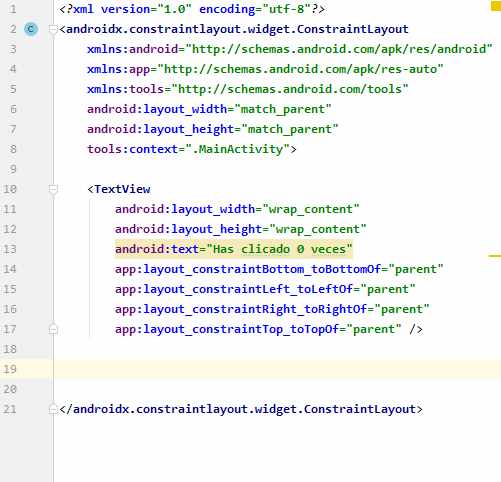 1 <?xml version="1.0" encoding="utf-8"?>
2 C <androidx.constraintlayout.widget.ConstraintLayout
3 xmlns:android="http://schemas.android.com/apk/res/android"
4 xmlns:app="http://schemas.android.com/apk/res-auto"
5 xmlns:tools="http://schemas.android.com/tools"
6 android:layout_width="match_parent"
7 android:layout_height="match_parent"
8 tools:context=".MainActivity">
9
10 <TextView
11 android:layout_width="wrap_content"
12 android:layout_height="wrap_content"
13 android:text="Has clicado 0 veces"
14 app:layout_constraintBottom_toBottomOf="parent"
15 app:layout_constraintLeft_toLeftOf="parent"
16 app:layout_constraintRight_toRightOf="parent"
17 app:layout_constraintTop_toTopOf="parent" />
18
19
20
21 </androidx.constraintlayout.widget.ConstraintLayout>